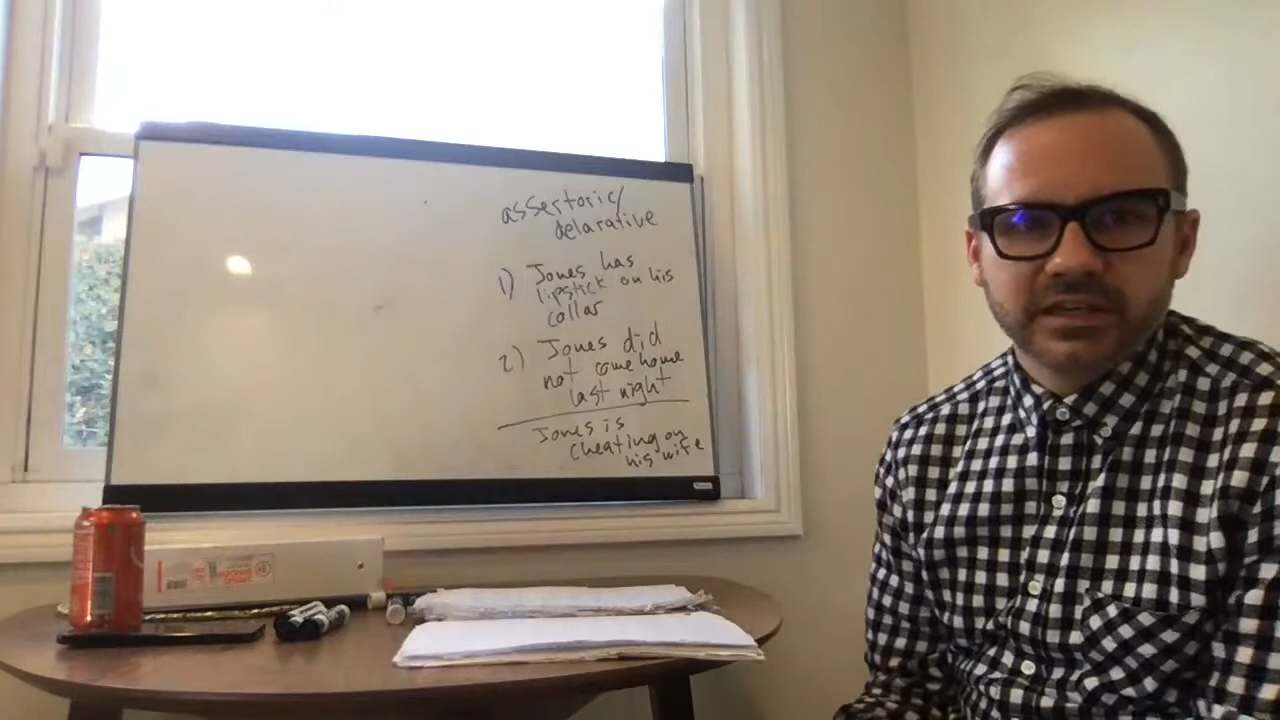 assertoric/
delarative
1) Jones has
lipstick on his
collar
2) Jones did
not come home
last night
Jones is
cheating on
his wife